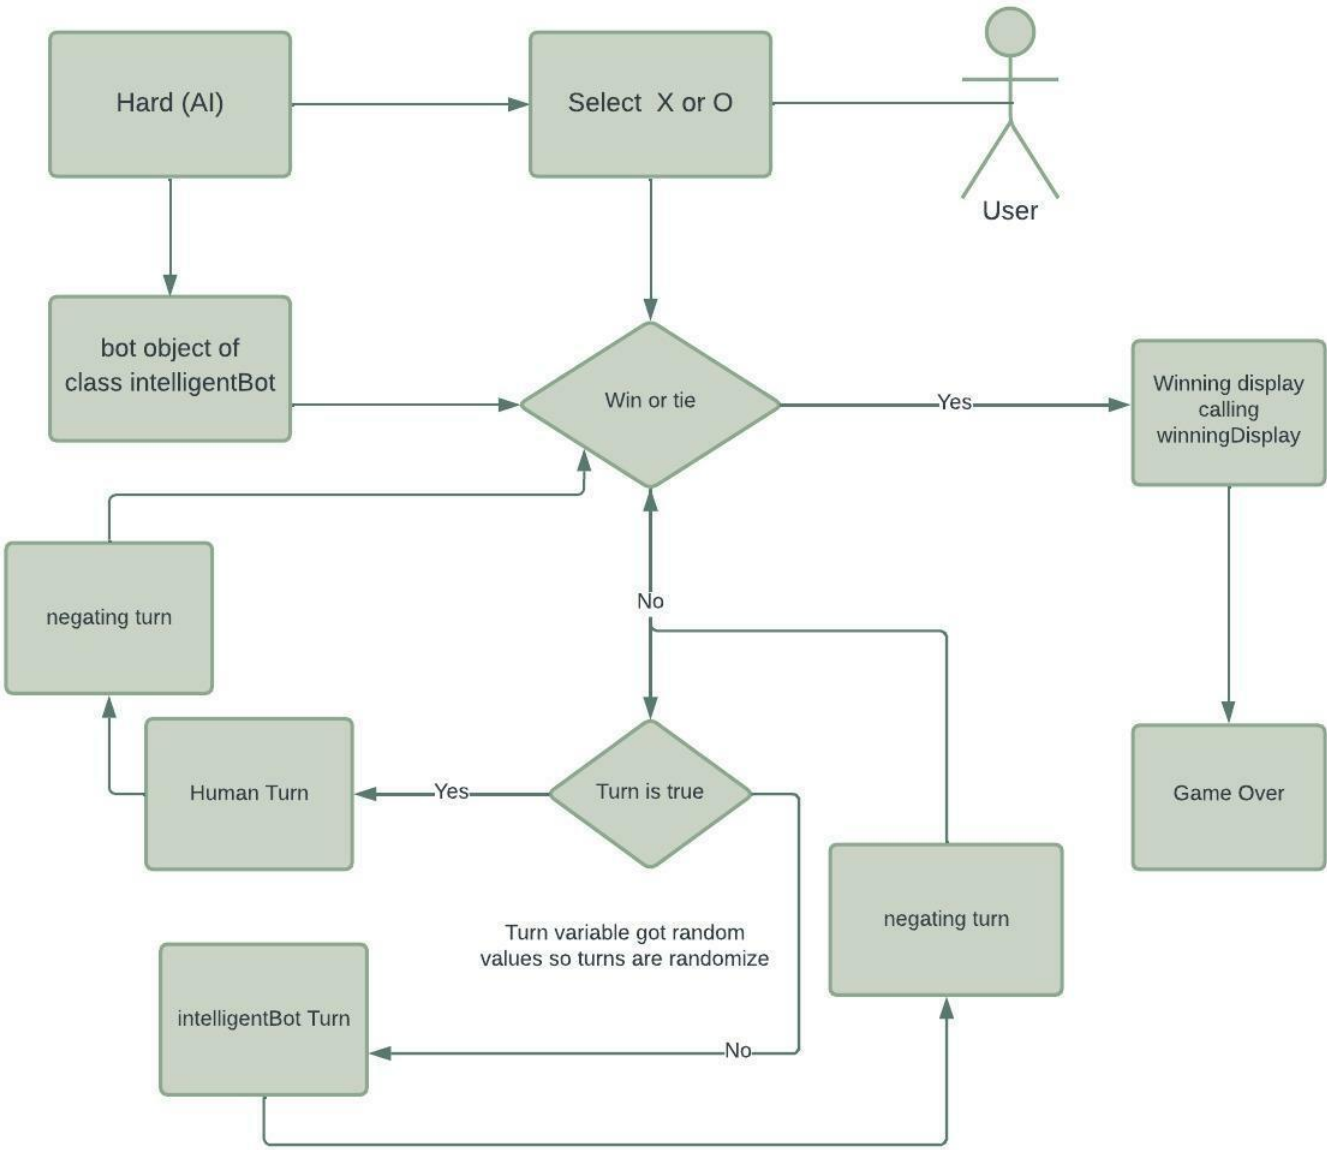 Hard (AI)
Select X or O
User
bot object of
class intelligentBot
Win or tie
Yes
Winning display
calling
winningDisplay
No
negating turn
Human Turn
Yes
Turn is true
Game Over
negating turn
Turn variable got random
values so turns are randomize
intelligentBot Turn
No